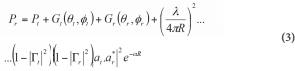 P_r = P_t + G_t(θ_t, ϕ_t) + G_r(θ_r, ϕ_r) + (λ / 4πR)^2 ...
(3)
...(1 − |Γ_t|^2)(1 − |Γ_r|^2)|a_t.a_r^*|^2 e^{−αR}